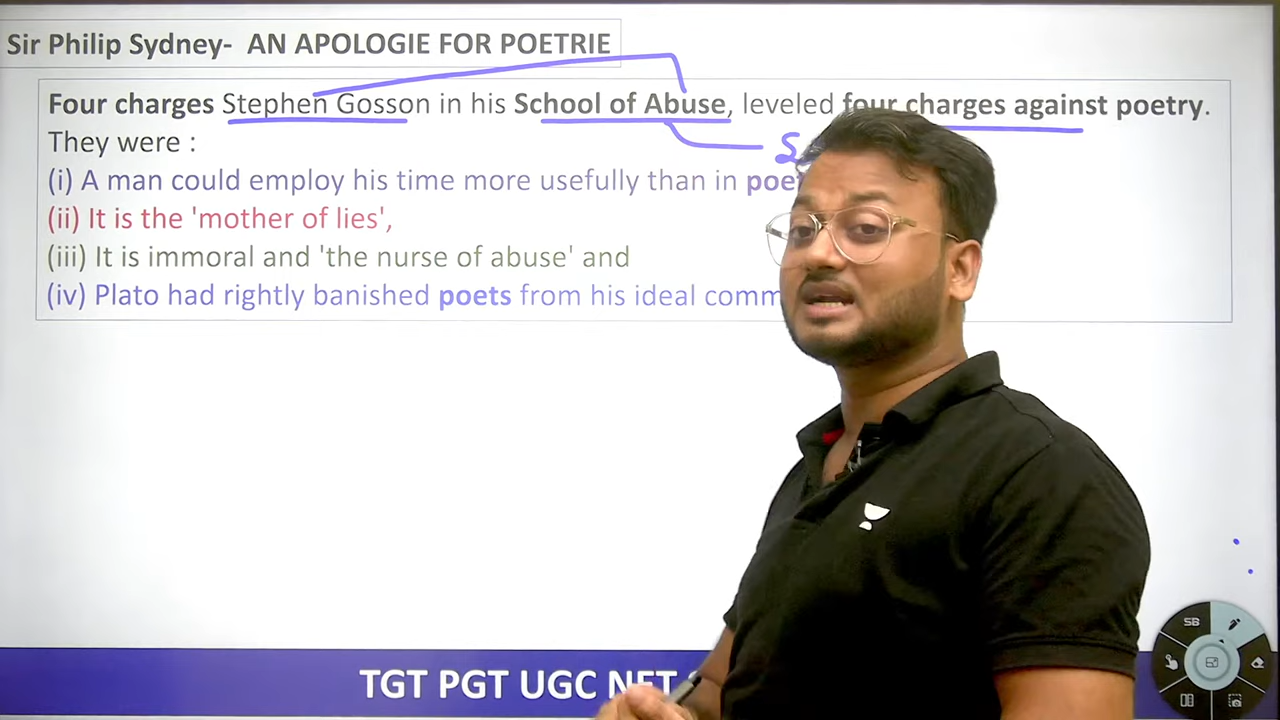 Sir Philip Sydney- AN APOLOGIE FOR POETRIE
Four charges Stephen Gosson in his School of Abuse, leveled four charges against poetry.
They were :
(i) A man could employ his time more usefully than in
(ii) It is the 'mother of lies',
(iii) It is immoral and 'the nurse of abuse' and
(iv) Plato had rightly banished poets from his ideal
TGT PGT UGC NET
SB